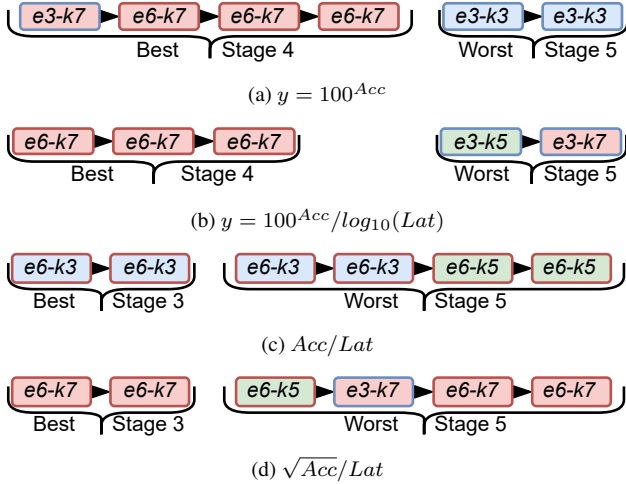 e3-k7 e6-k7 e6-k7 e6-k7 e3-k3 e3-k3
Best Stage 4 Worst Stage 5
(a) y = 100^{Acc}
e6-k7 e6-k7 e6-k7 e3-k5 e3-k7
Best Stage 4 Worst Stage 5
(b) y = 100^{Acc}/log_{10}(Lat)
e6-k3 e6-k3 e6-k3 e6-k3 e6-k5 e6-k5
Best Stage 3 Worst Stage 5
(c) Acc/Lat
e6-k7 e6-k7 e6-k5 e3-k7 e6-k7 e6-k7
Best Stage 3 Worst Stage 5
(d) √Acc/Lat